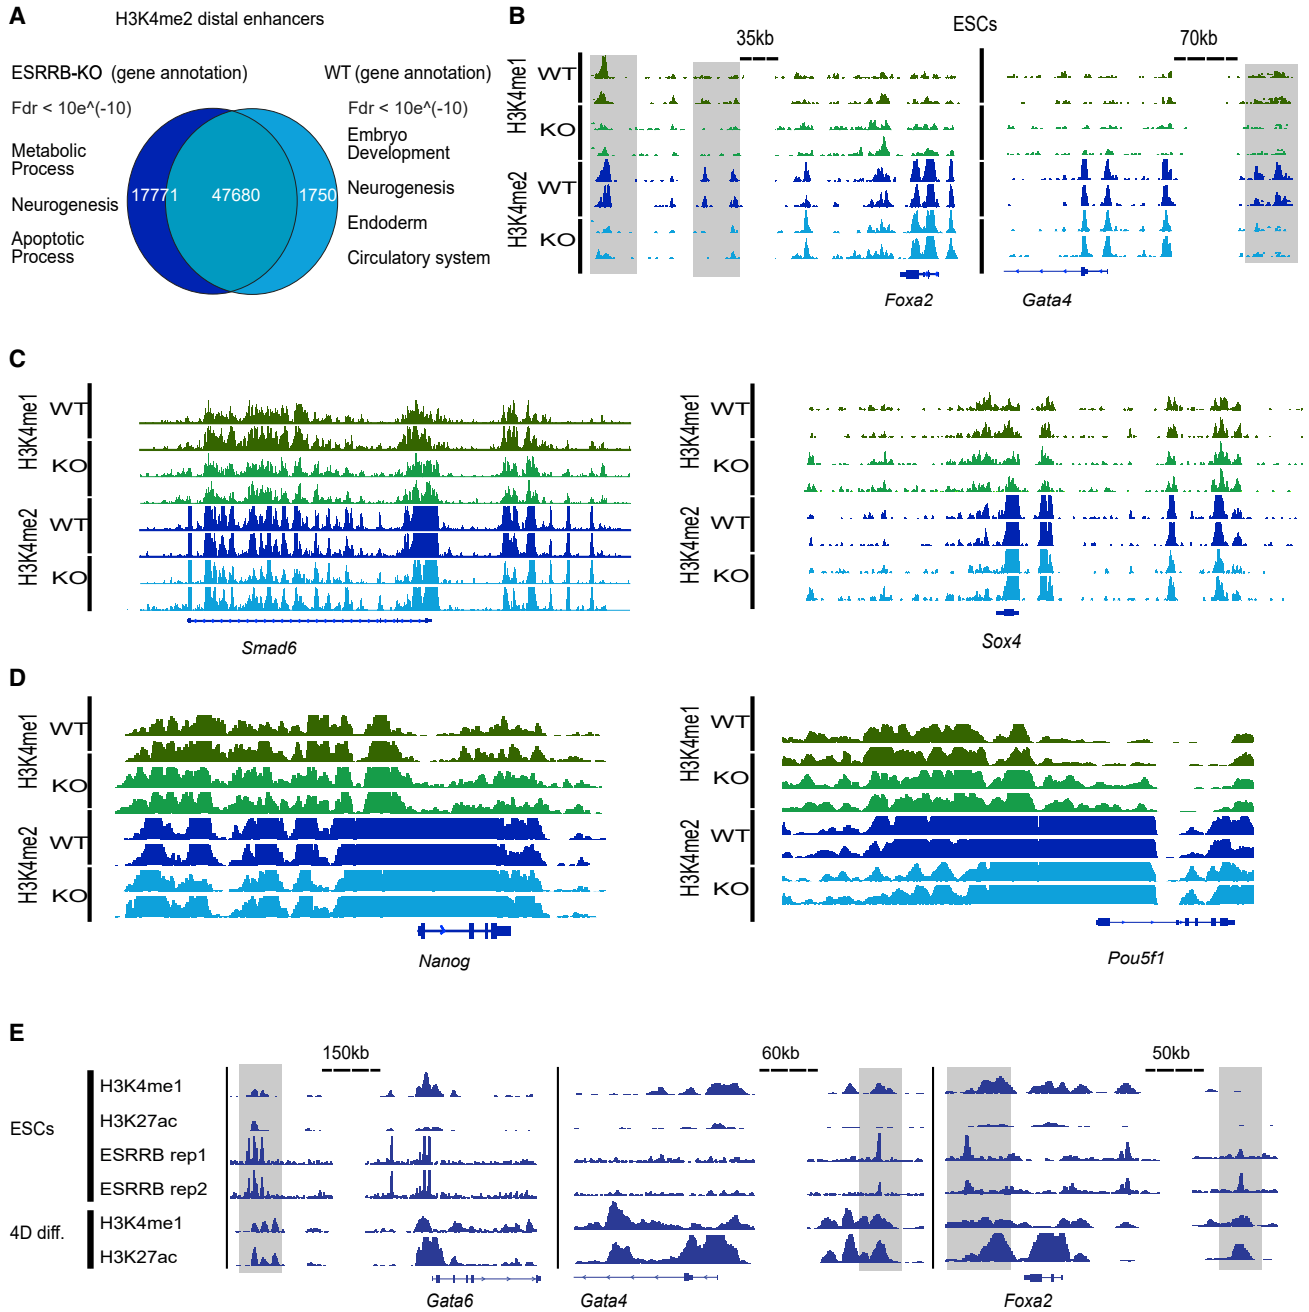 A
H3K4me2 distal enhancers
ESRRB-KO (gene annotation)
WT (gene annotation)
Fdr < 10e^(-10)
Fdr < 10e^(-10)
Metabolic
Process
Neurogenesis
Apoptotic
Process
17771
47680
1750
Embryo
Development
Neurogenesis
Endoderm
Circulatory system
B
ESCs
35kb
70kb
H3K4me1
WT
KO
H3K4me2
WT
KO
Foxa2
Gata4
C
H3K4me1
WT
KO
H3K4me2
WT
KO
Smad6
H3K4me1
WT
KO
H3K4me2
WT
KO
Sox4
D
H3K4me1
WT
KO
H3K4me2
WT
KO
Nanog
H3K4me1
WT
KO
H3K4me2
WT
KO
Pou5f1
E
150kb
60kb
50kb
ESCs
H3K4me1
H3K27ac
ESRRB rep1
ESRRB rep2
4D diff.
H3K4me1
H3K27ac
Gata6
Gata4
Foxa2